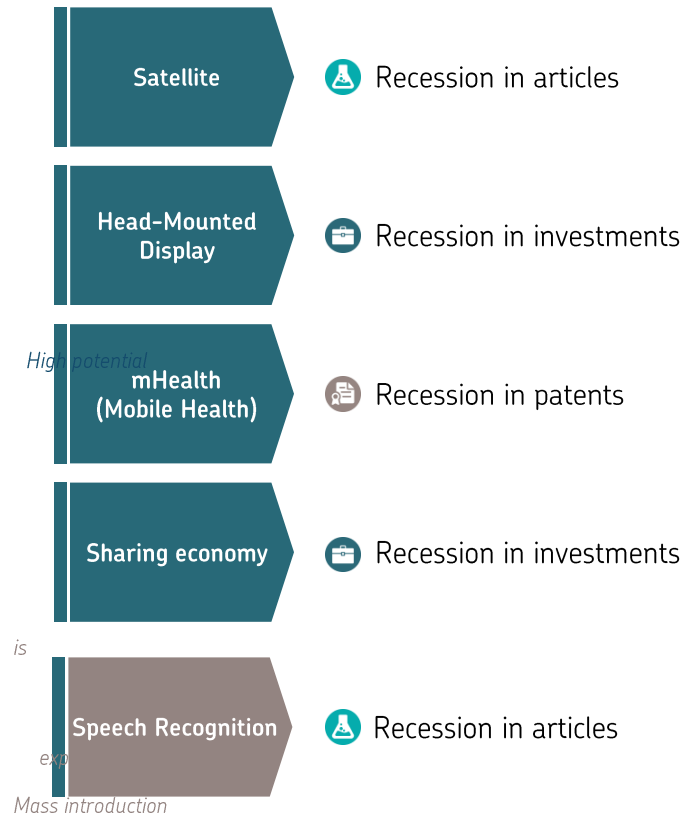 Satellite
Recession in articles
Head-Mounted
Display
Recession in investments
High potential
mHealth
(Mobile Health)
Recession in patents
Sharing economy
Recession in investments
is
Speech Recognition
Recession in articles
exp
Mass introduction